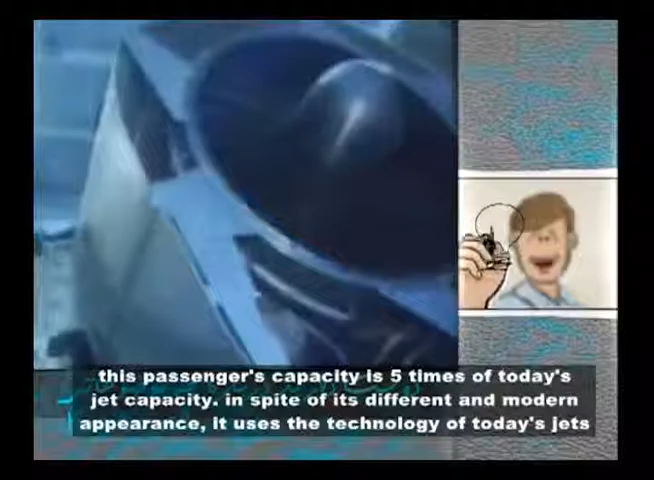 this passenger's capacity is 5 times of today's
jet capacity. in spite of its different and modern
appearance, it uses the technology of today's jets